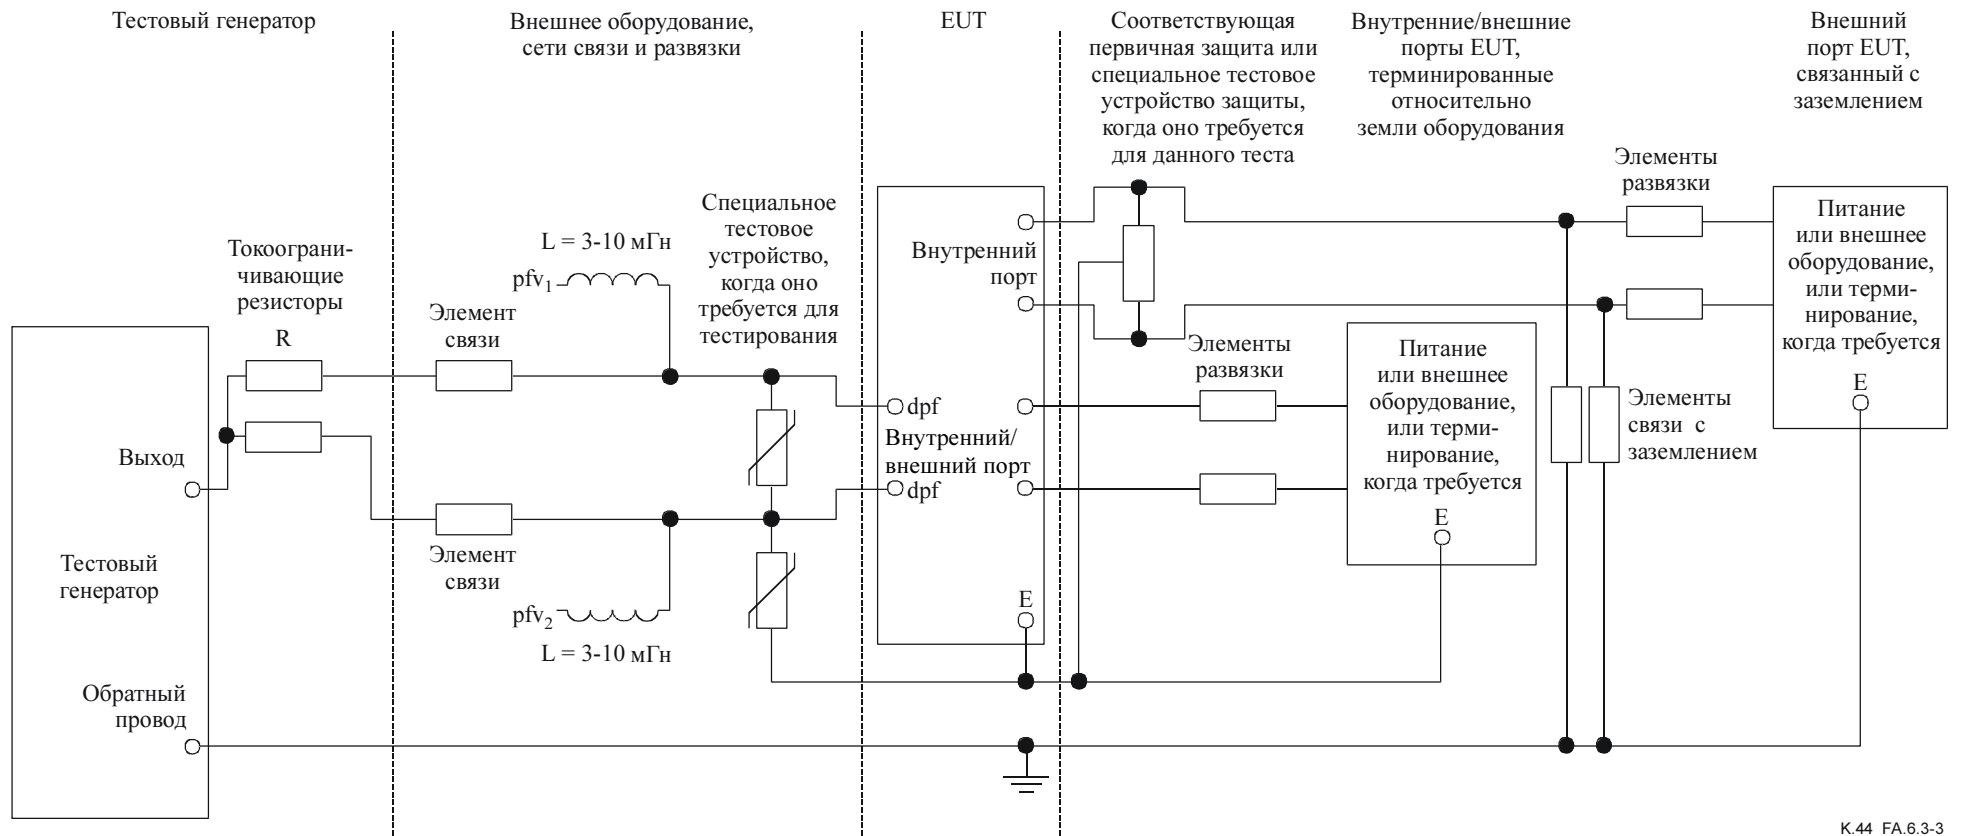 Тестовый генератор
Внешнее оборудование,
сети связи и развязки
EUT
Соответствующая
первичная защита или
специальное тестовое
устройство защиты,
когда оно требуется
для данного теста
Внутренние/внешние
порты EUT,
терминированные
относительно
земли оборудования
Внешний
порт EUT,
связанный с
заземлением
Токоограни-
чивающие
резисторы
R
Выход
Тестовый
генератор
Обратный
провод
L = 3-10 мГн
pfv1
Элемент
связи
Специальное
тестовое
устройство,
когда оно
требуется для
тестирования
Элемент
связи
pfv2
L = 3-10 мГн
Внутренний
порт
dpf
Внутренний/
внешний порт
dpf
E
Элементы
развязки
Питание
или внешнее
оборудование,
или терми-
нирование,
когда требуется
E
Элементы
развязки
Элементы
связи с
заземлением
Питание
или внешнее
оборудование,
или терми-
нирование,
когда требуется
E
K.44_FA.6.3-3